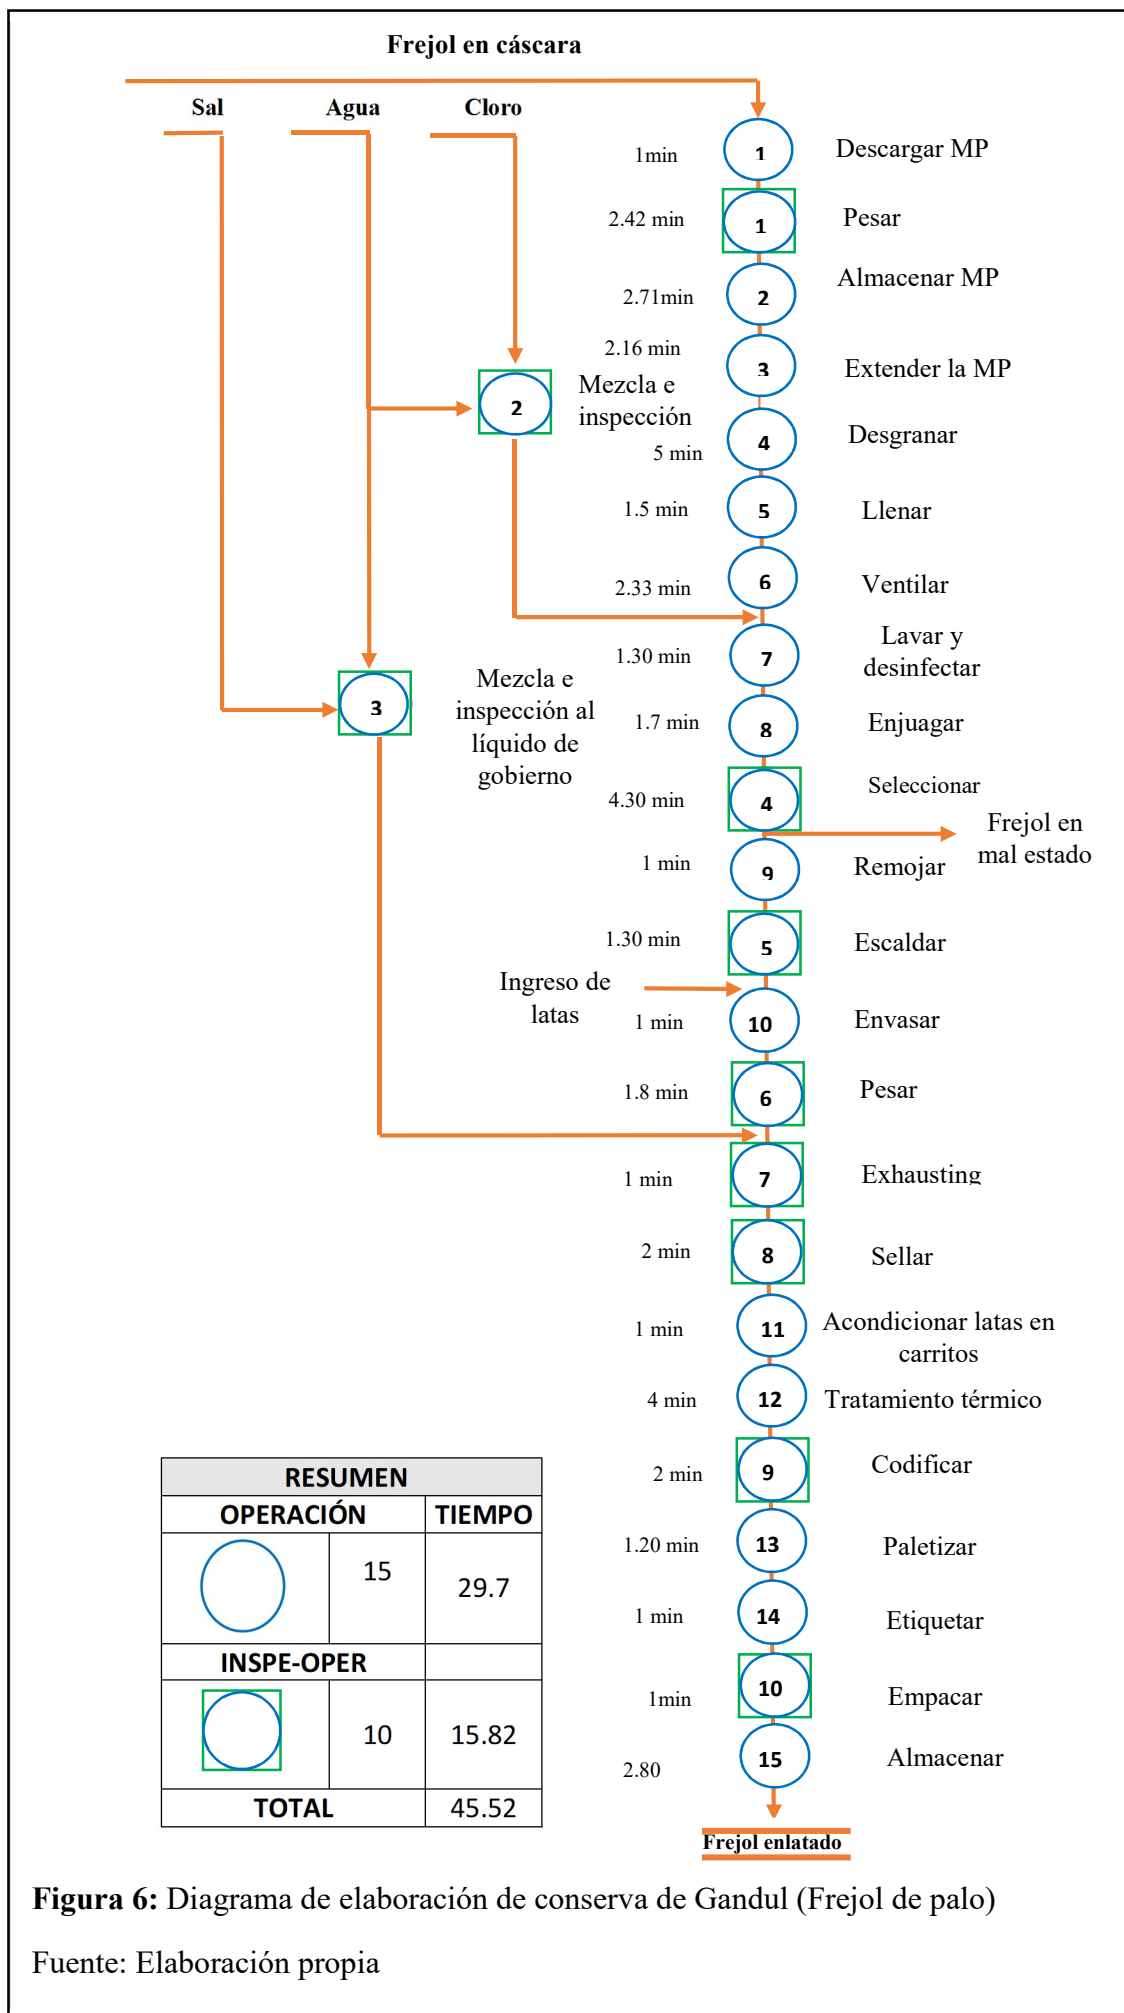 Frejol en cáscara
Sal
Agua
Cloro
1min
1
Descargar MP
2.42 min
1
Pesar
2.71min
2
Almacenar MP
2.16 min
3
Extender la MP
2
Mezcla e
inspección
5 min
4
Desgranar
1.5 min
5
Llenar
2.33 min
6
Ventilar
1.30 min
7
Lavar y
desinfectar
3
Mezcla e
inspección al
líquido de
gobierno
1.7 min
8
Enjuagar
4.30 min
4
Seleccionar
Frejol en
mal estado
1 min
9
Remojar
1.30 min
5
Escaldar
Ingreso de
latas
1 min
10
Envasar
1.8 min
6
Pesar
1 min
7
Exhausting
2 min
8
Sellar
1 min
11
Acondicionar latas en
carritos
4 min
12
Tratamiento térmico
2 min
9
Codificar
1.20 min
13
Paletizar
1 min
14
Etiquetar
1min
10
Empacar
2.80
15
Almacenar
Frejol enlatado
RESUMEN
OPERACIÓN TIEMPO
15 29.7
INSPE-OPER
10 15.82
TOTAL 45.52
Figura 6: Diagrama de elaboración de conserva de Gandul (Frejol de palo)
Fuente: Elaboración propia